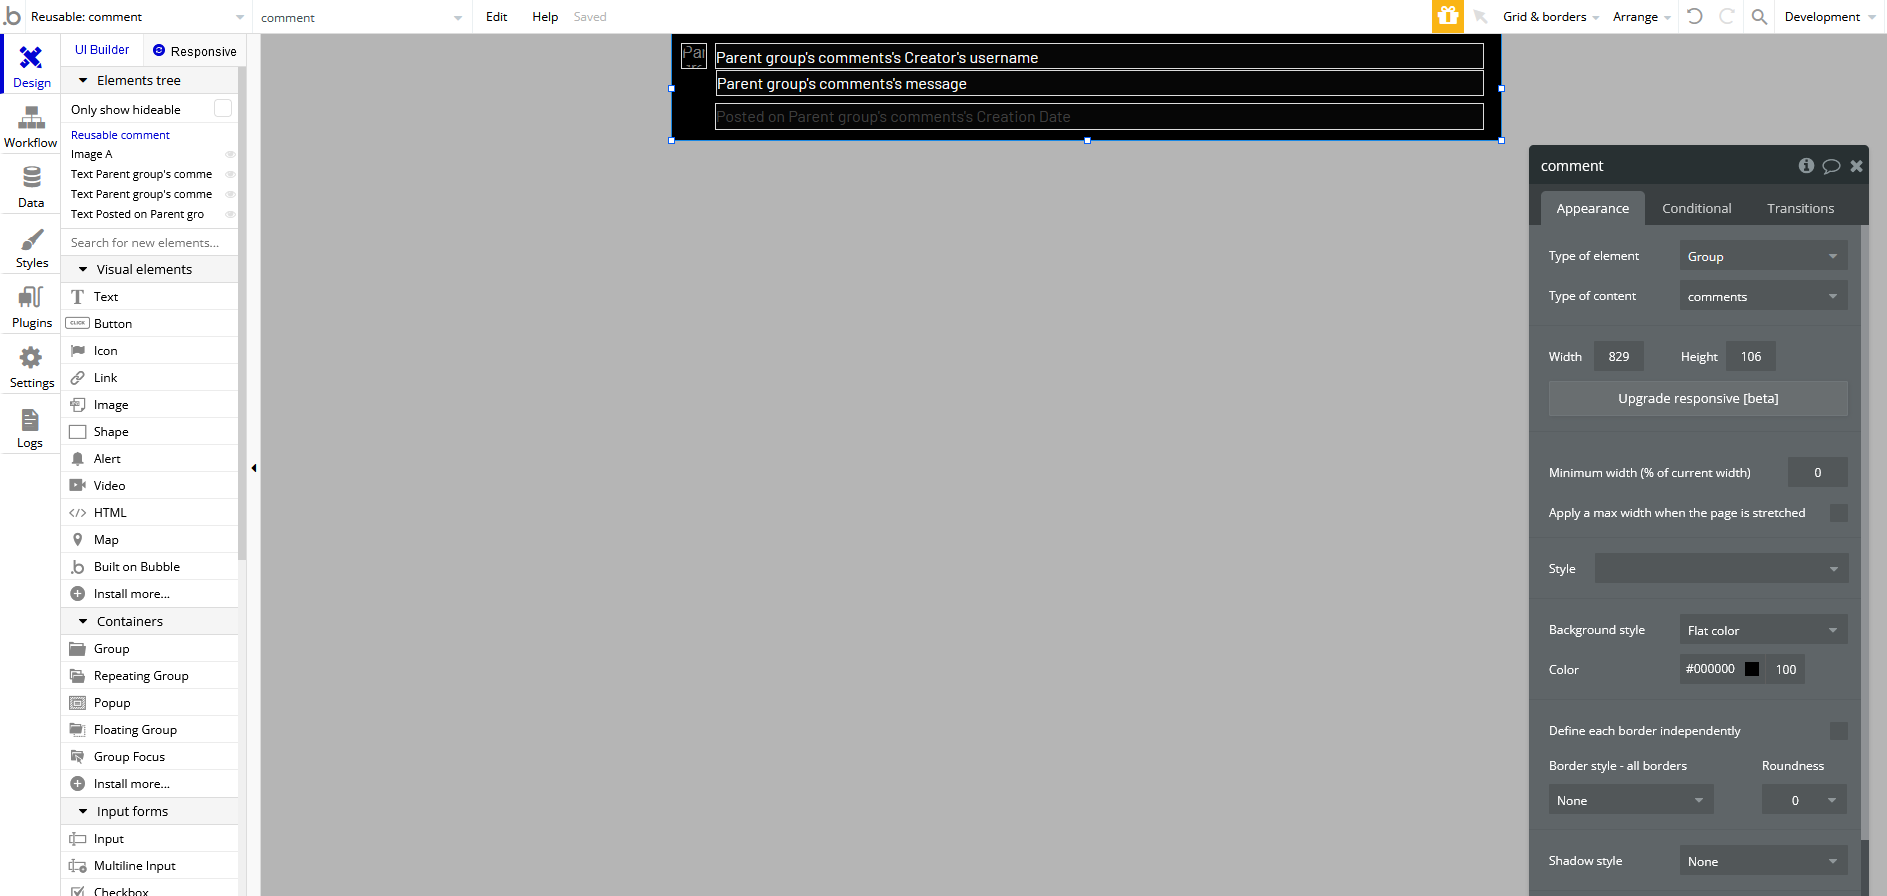 Reusable: comment
comment
Edit
Help
Saved
Grid & borders
Arrange
Development
Design
Workflow
Data
Styles
Plugins
Settings
Logs
UI Builder
Responsive
Elements tree
Only show hideable
Reusable comment
Image A
Text Parent group's comme
Text Parent group's comme
Text Posted on Parent gro
Search for new elements...
Visual elements
Text
CLICK Button
Icon
Link
Image
Shape
Alert
Video
HTML
Map
Built on Bubble
Install more...
Containers
Group
Repeating Group
Popup
Floating Group
Group Focus
Install more...
Input forms
Input
Multiline Input
Checkbox
Parent group's comments's Creator's username
Parent group's comments's message
Posted on Parent group's comments's Creation Date
comment
Appearance
Conditional
Transitions
Type of element
Group
Type of content
comments
Width
829
Height
106
Upgrade responsive [beta]
Minimum width (% of current width)
0
Apply a max width when the page is stretched
Style
Background style
Flat color
Color
#000000
100
Define each border independently
Border style - all borders
Roundness
None
0
Shadow style
None